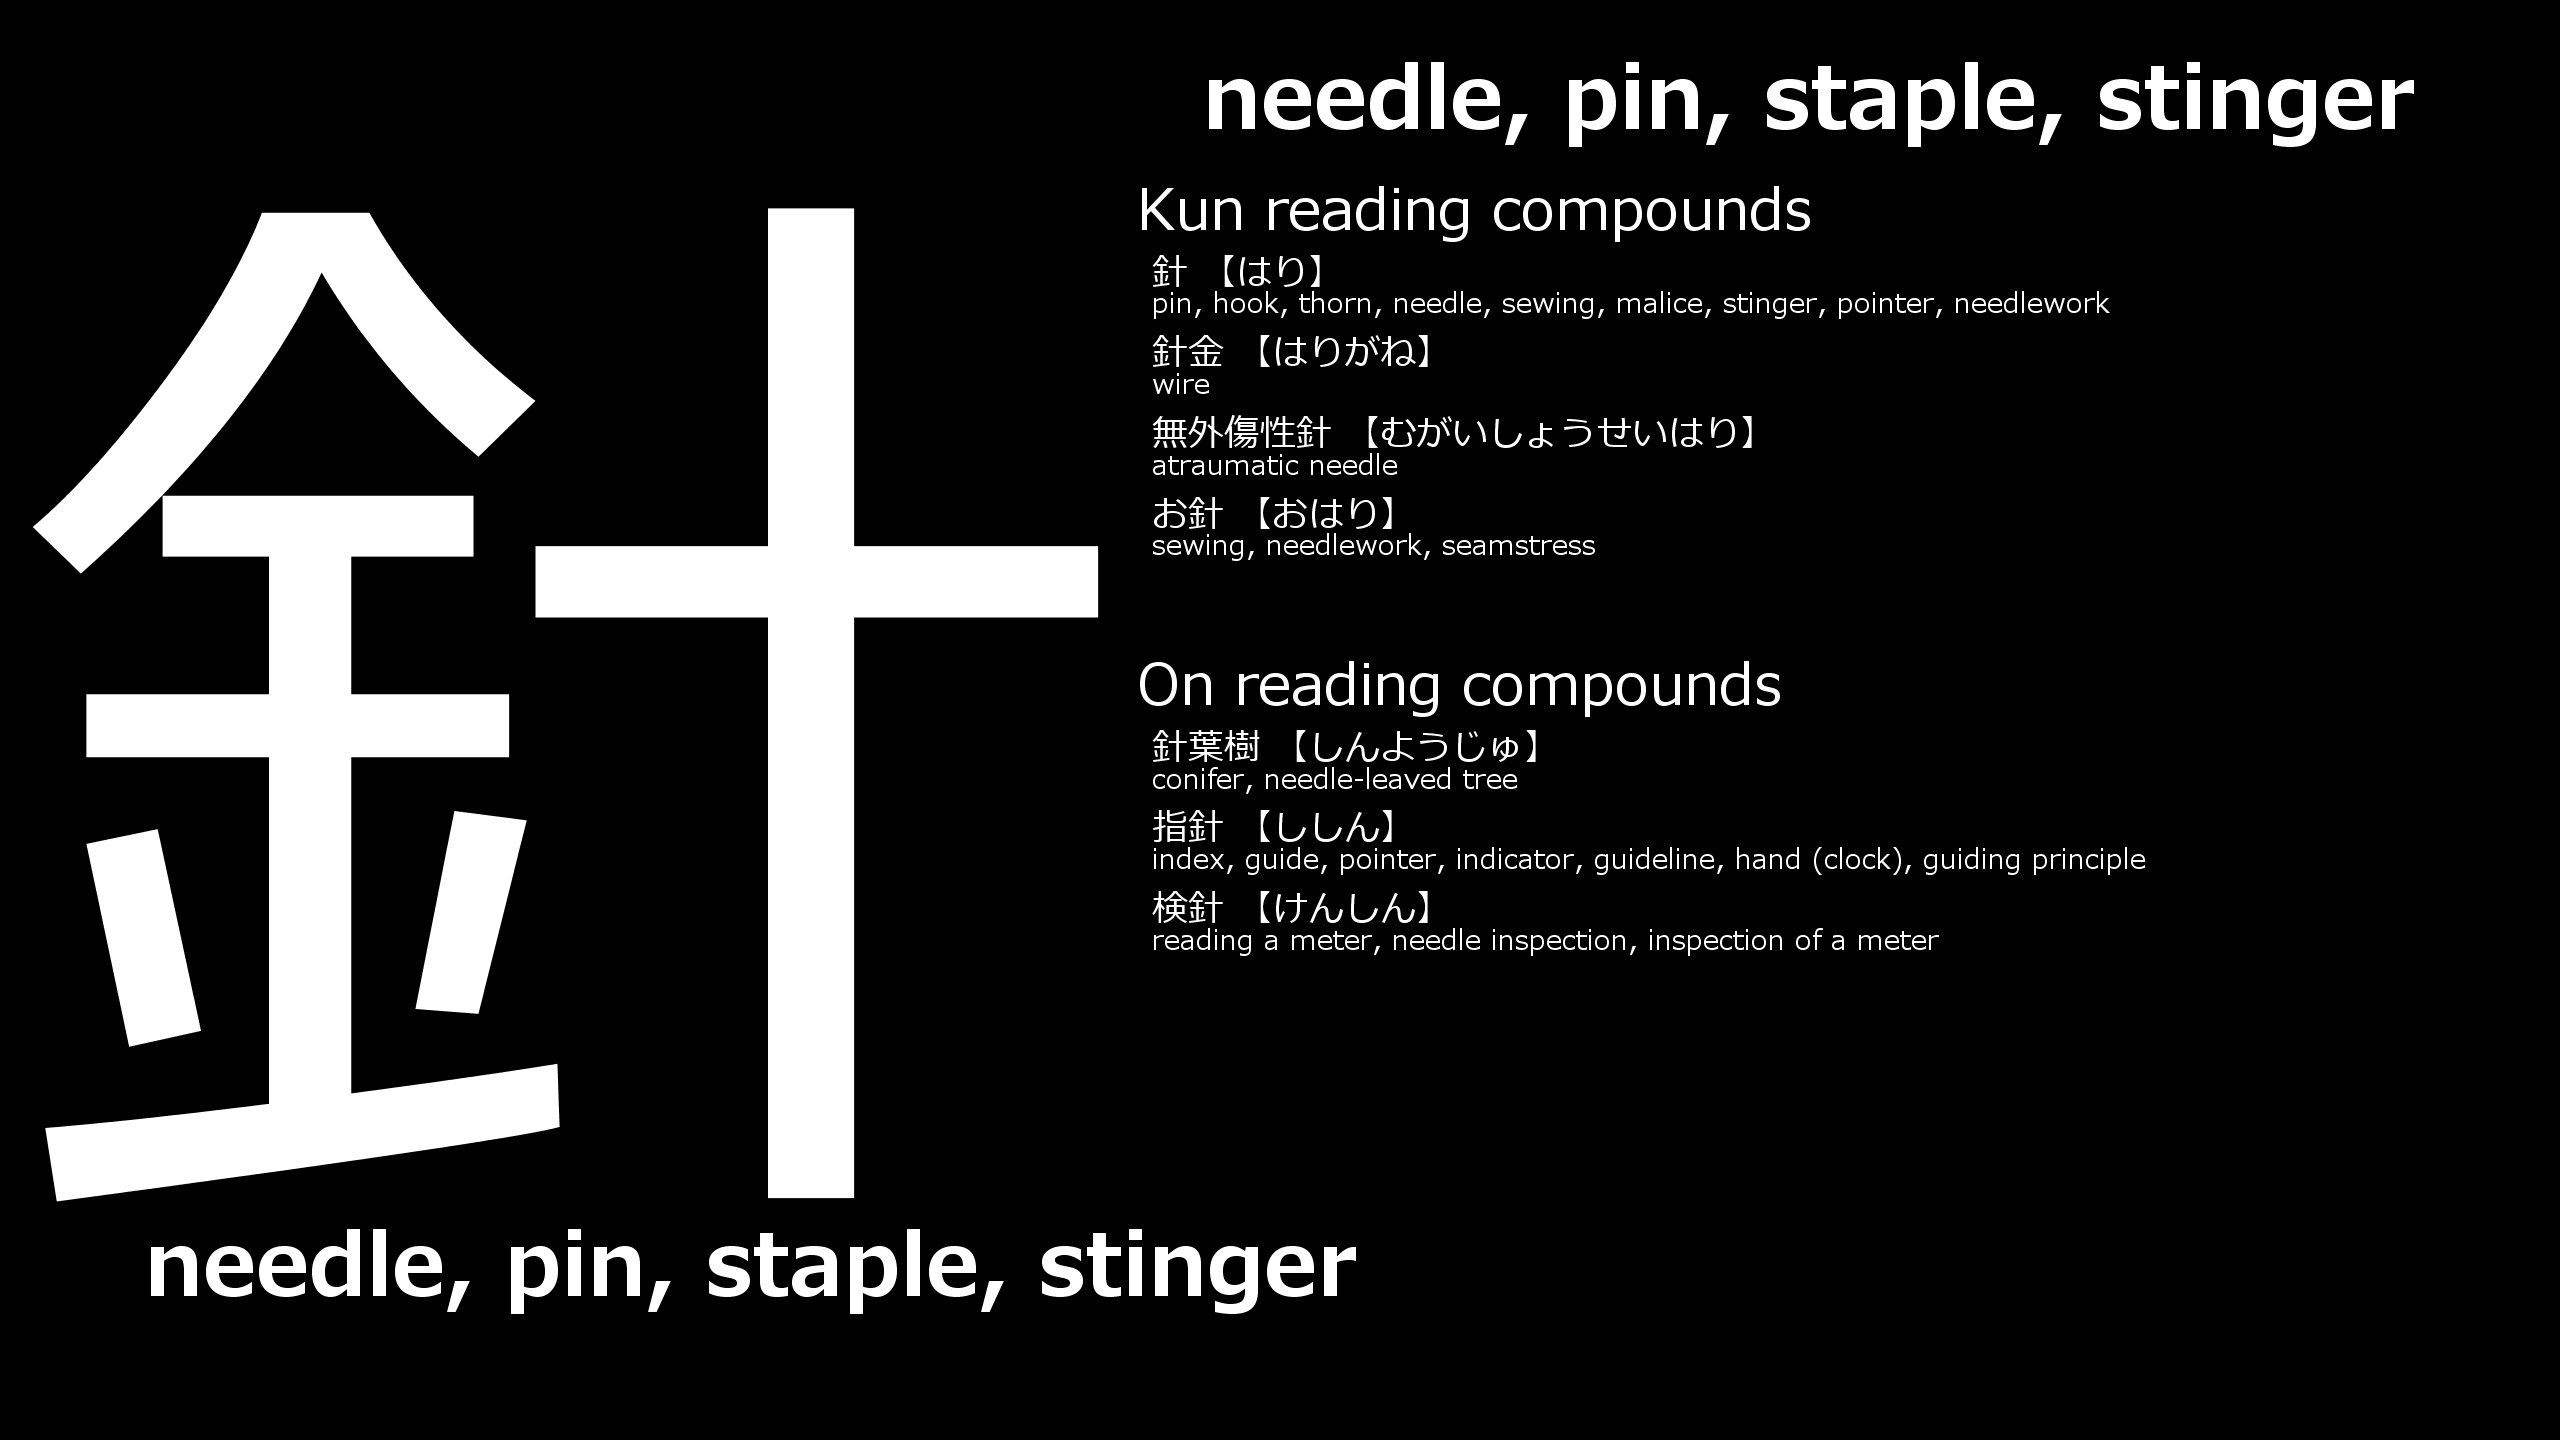 針
needle, pin, staple, stinger
needle, pin, staple, stinger
Kun reading compounds
針 【はり】
pin, hook, thorn, needle, sewing, malice, stinger, pointer, needlework
針金 【はりがね】
wire
無外傷性針 【むがいしょうせいはり】
atraumatic needle
お針 【おはり】
sewing, needlework, seamstress
On reading compounds
針葉樹 【しんようじゅ】
conifer, needle-leaved tree
指針 【ししん】
index, guide, pointer, indicator, guideline, hand (clock), guiding principle
検針 【けんしん】
reading a meter, needle inspection, inspection of a meter